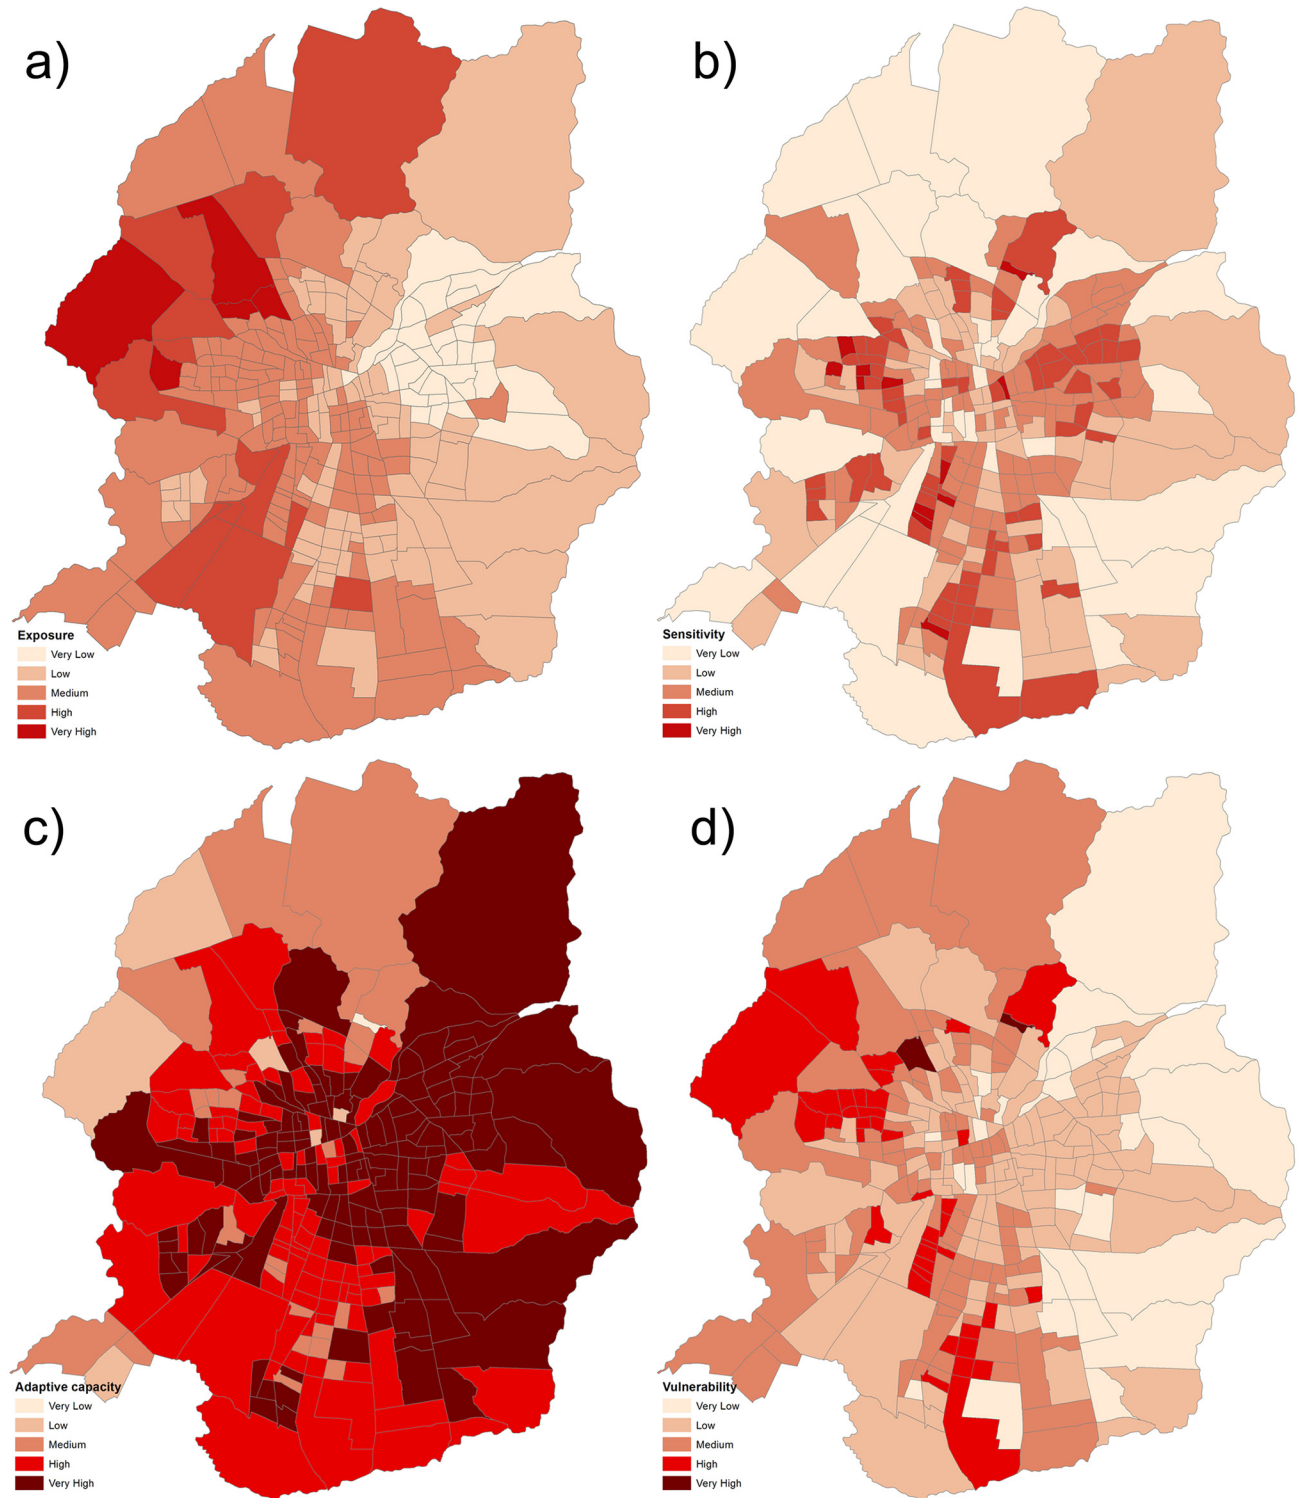 a)
b)
Exposure
Very Low
Low
Medium
High
Very High
Sensitivity
Very Low
Low
Medium
High
Very High
c)
d)
Adaptive capacity
Very Low
Low
Medium
High
Very High
Vulnerability
Very Low
Low
Medium
High
Very High